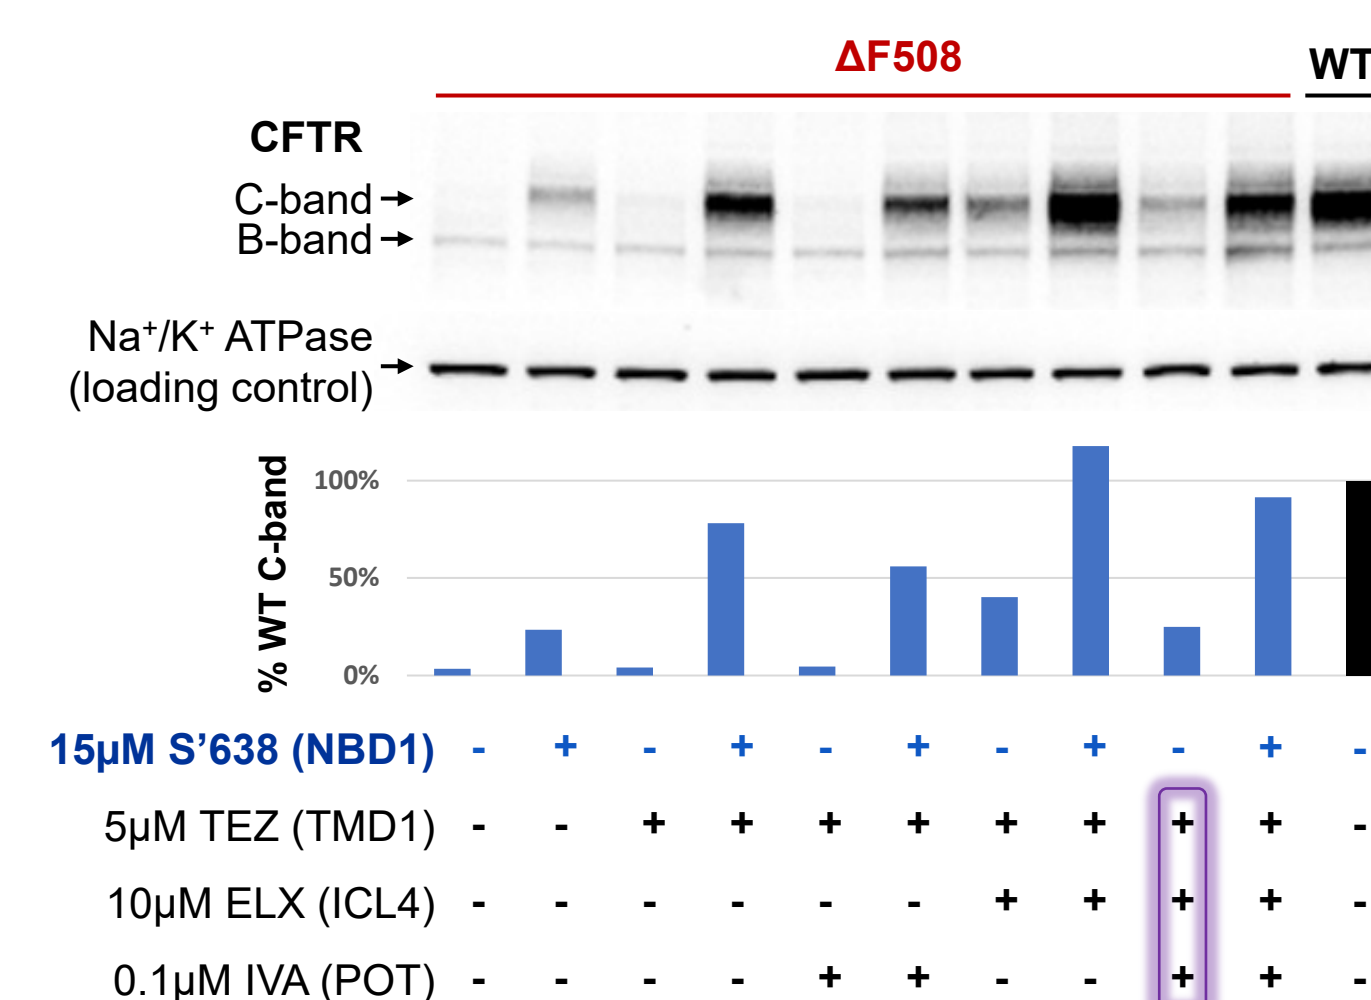 ΔF508
WT
CFTR
C-band
B-band
Na⁺/K⁺ ATPase
(loading control)
% WT C-band
100%
50%
0%
15µM S’638 (NBD1) - + - + - + - + - + -
5µM TEZ (TMD1) - - + + + + + + + + -
10µM ELX (ICL4) - - - - - - + + + + -
0.1µM IVA (POT) - - - - + + - - + + -